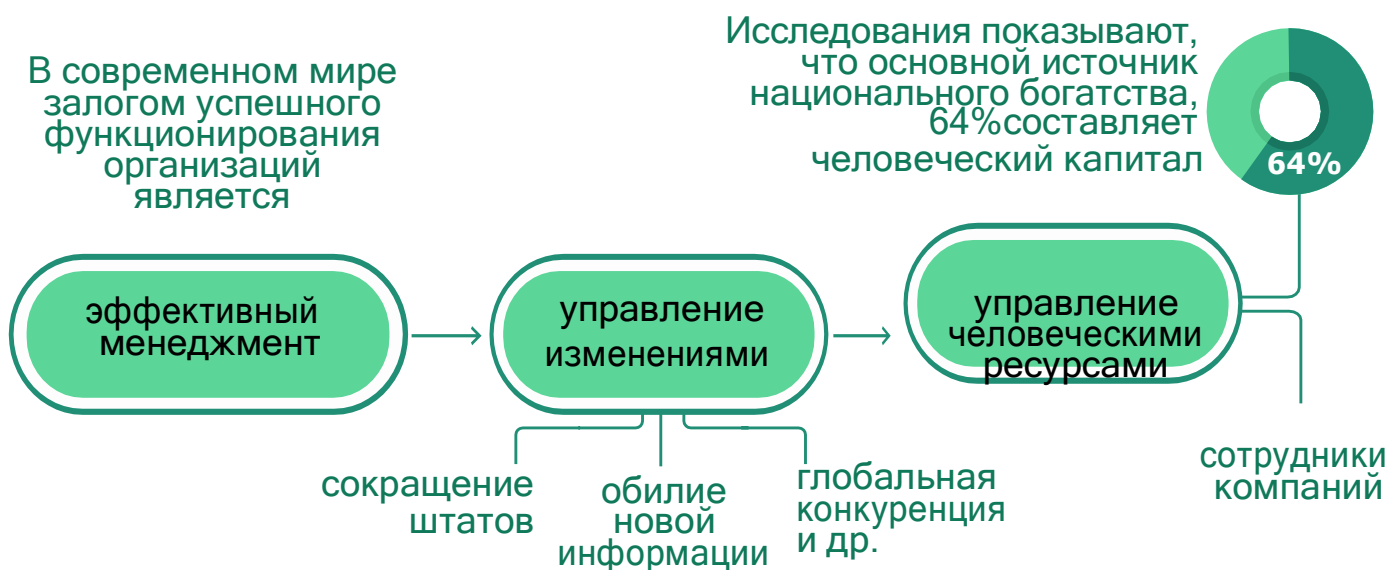 В современном мире
залогом успешного
функционирования
организаций
является
Исследования показывают,
что основной источник
национального богатства,
64%составляет
человеческий капитал
64%
эффективный
менеджмент
управление
изменениями
управление
человеческими
ресурсами
сокращение
штатов
обилие
новой
информации
глобальная
конкуренция
и др.
сотрудники
компаний